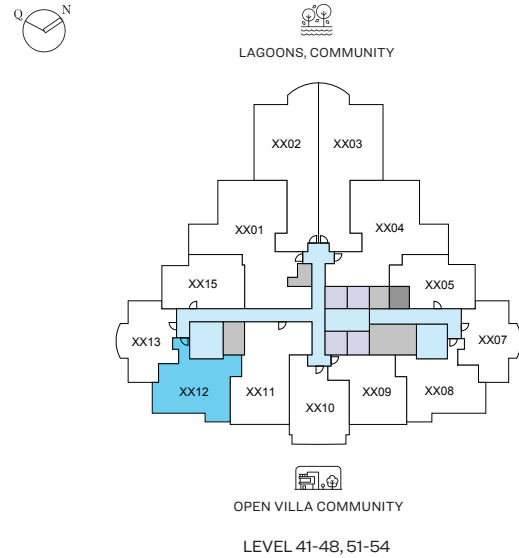 Q N
LAGOONS, COMMUNITY
XX02 XX03
XX01 XX04
XX15 XX05
XX13 XX07
XX12 XX11 XX10 XX09 XX08
OPEN VILLA COMMUNITY
LEVEL 41-48, 51-54